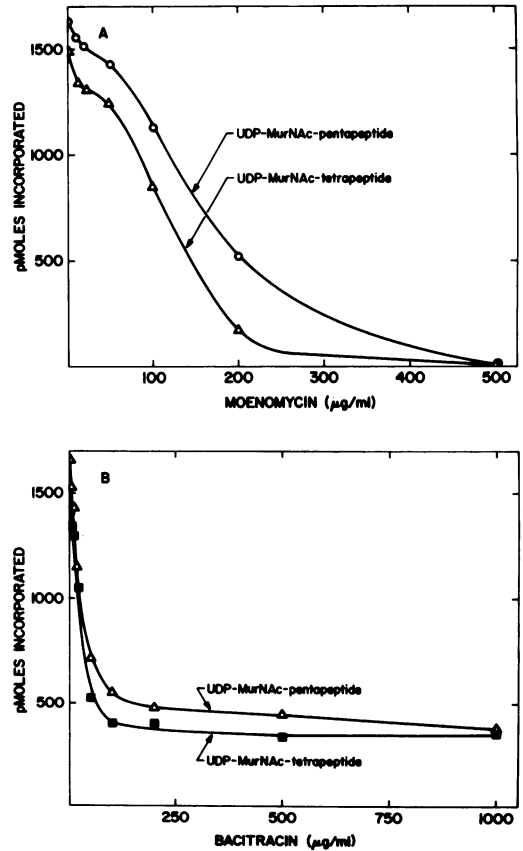 A
1500
1000
500
pMOLES INCORPORATED
UDP-MurNAc-pentapeptide
UDP-MurNAc-tetrapeptide
100
200
300
400
500
MOENOMYCIN (µg/ml)
B
1500
1000
500
pMOLES INCORPORATED
UDP-MurNAc-pentapeptide
UDP-MurNAc-tetrapeptide
250
500
750
1000
BACITRACIN (µg/ml)